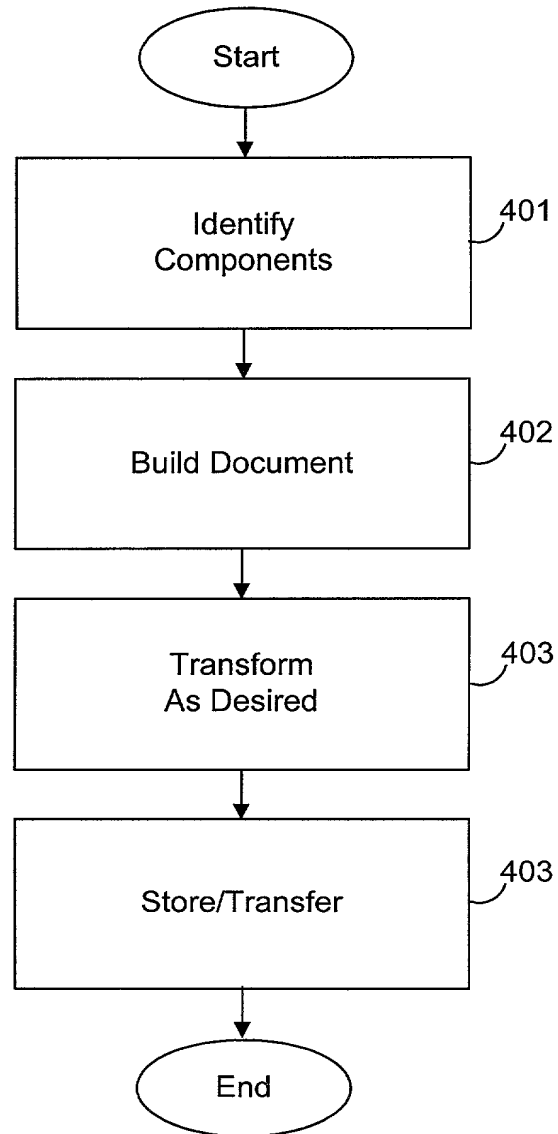 Start
Identify
Components
401
Build Document
402
Transform
As Desired
403
Store/Transfer
403
End